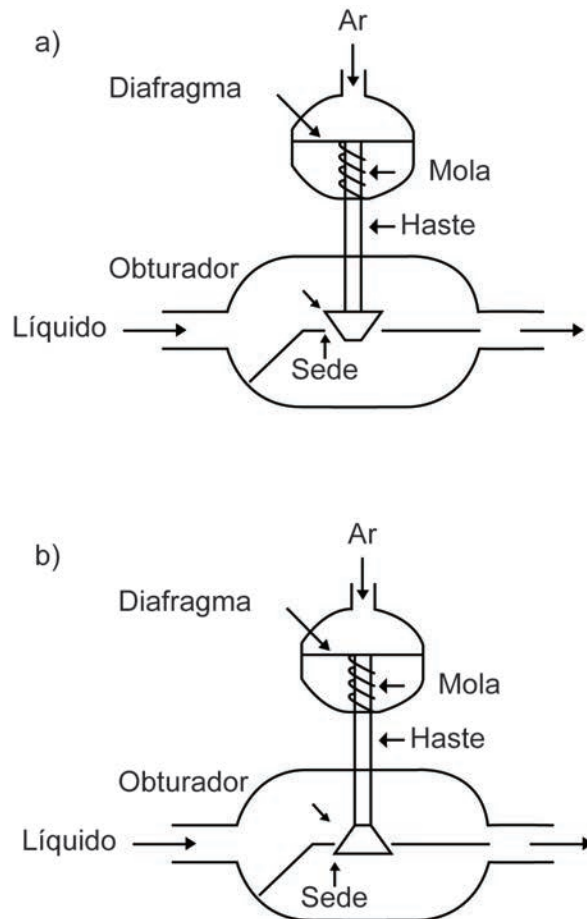 a)
Ar
Diafragma
Mola
Haste
Obturador
Líquido
Sede
b)
Ar
Diafragma
Mola
Haste
Obturador
Líquido
Sede